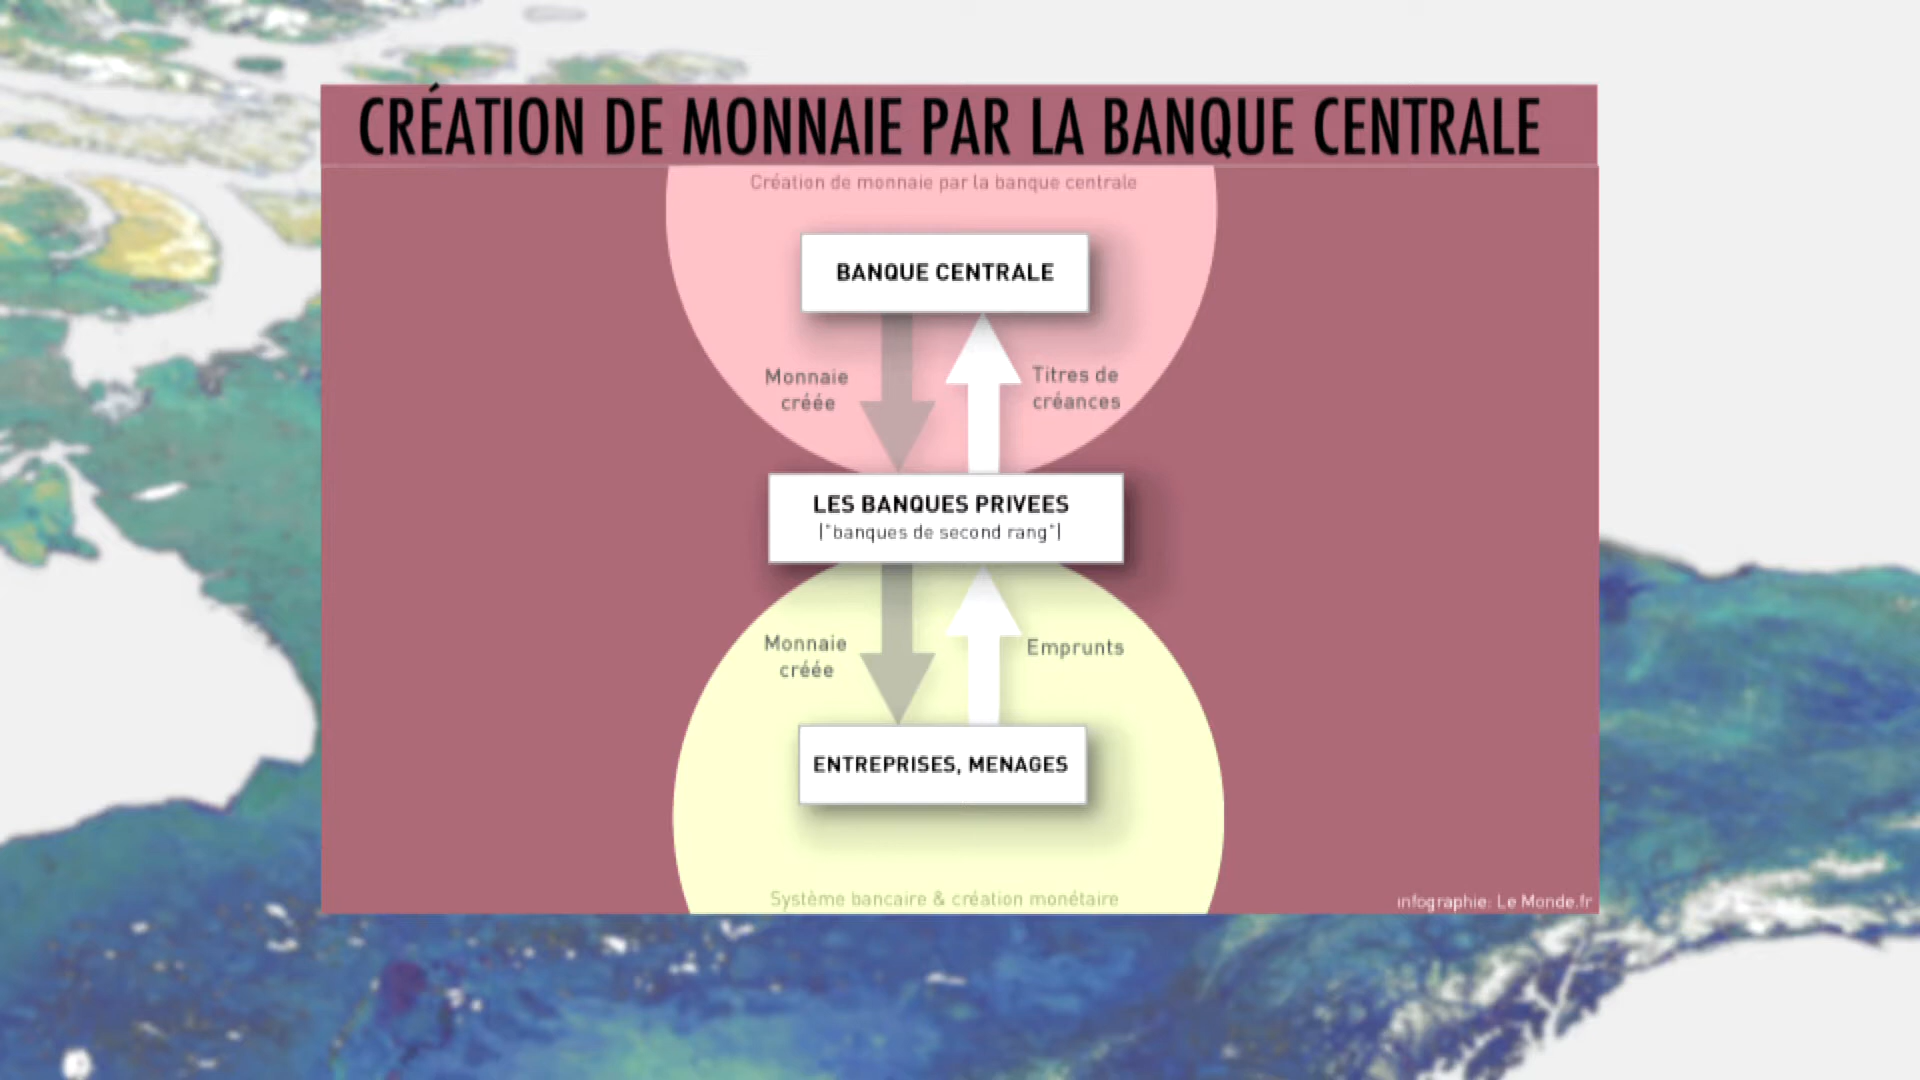 CRÉATION DE MONNAIE PAR LA BANQUE CENTRALE
Création de monnaie par la banque centrale
BANQUE CENTRALE
Monnaie
créée
Titres de
créances
LES BANQUES PRIVEES
("banques de second rang")
Monnaie
créée
Emprunts
ENTREPRISES, MENAGES
Système bancaire & création monétaire
infographie: Le Monde.fr